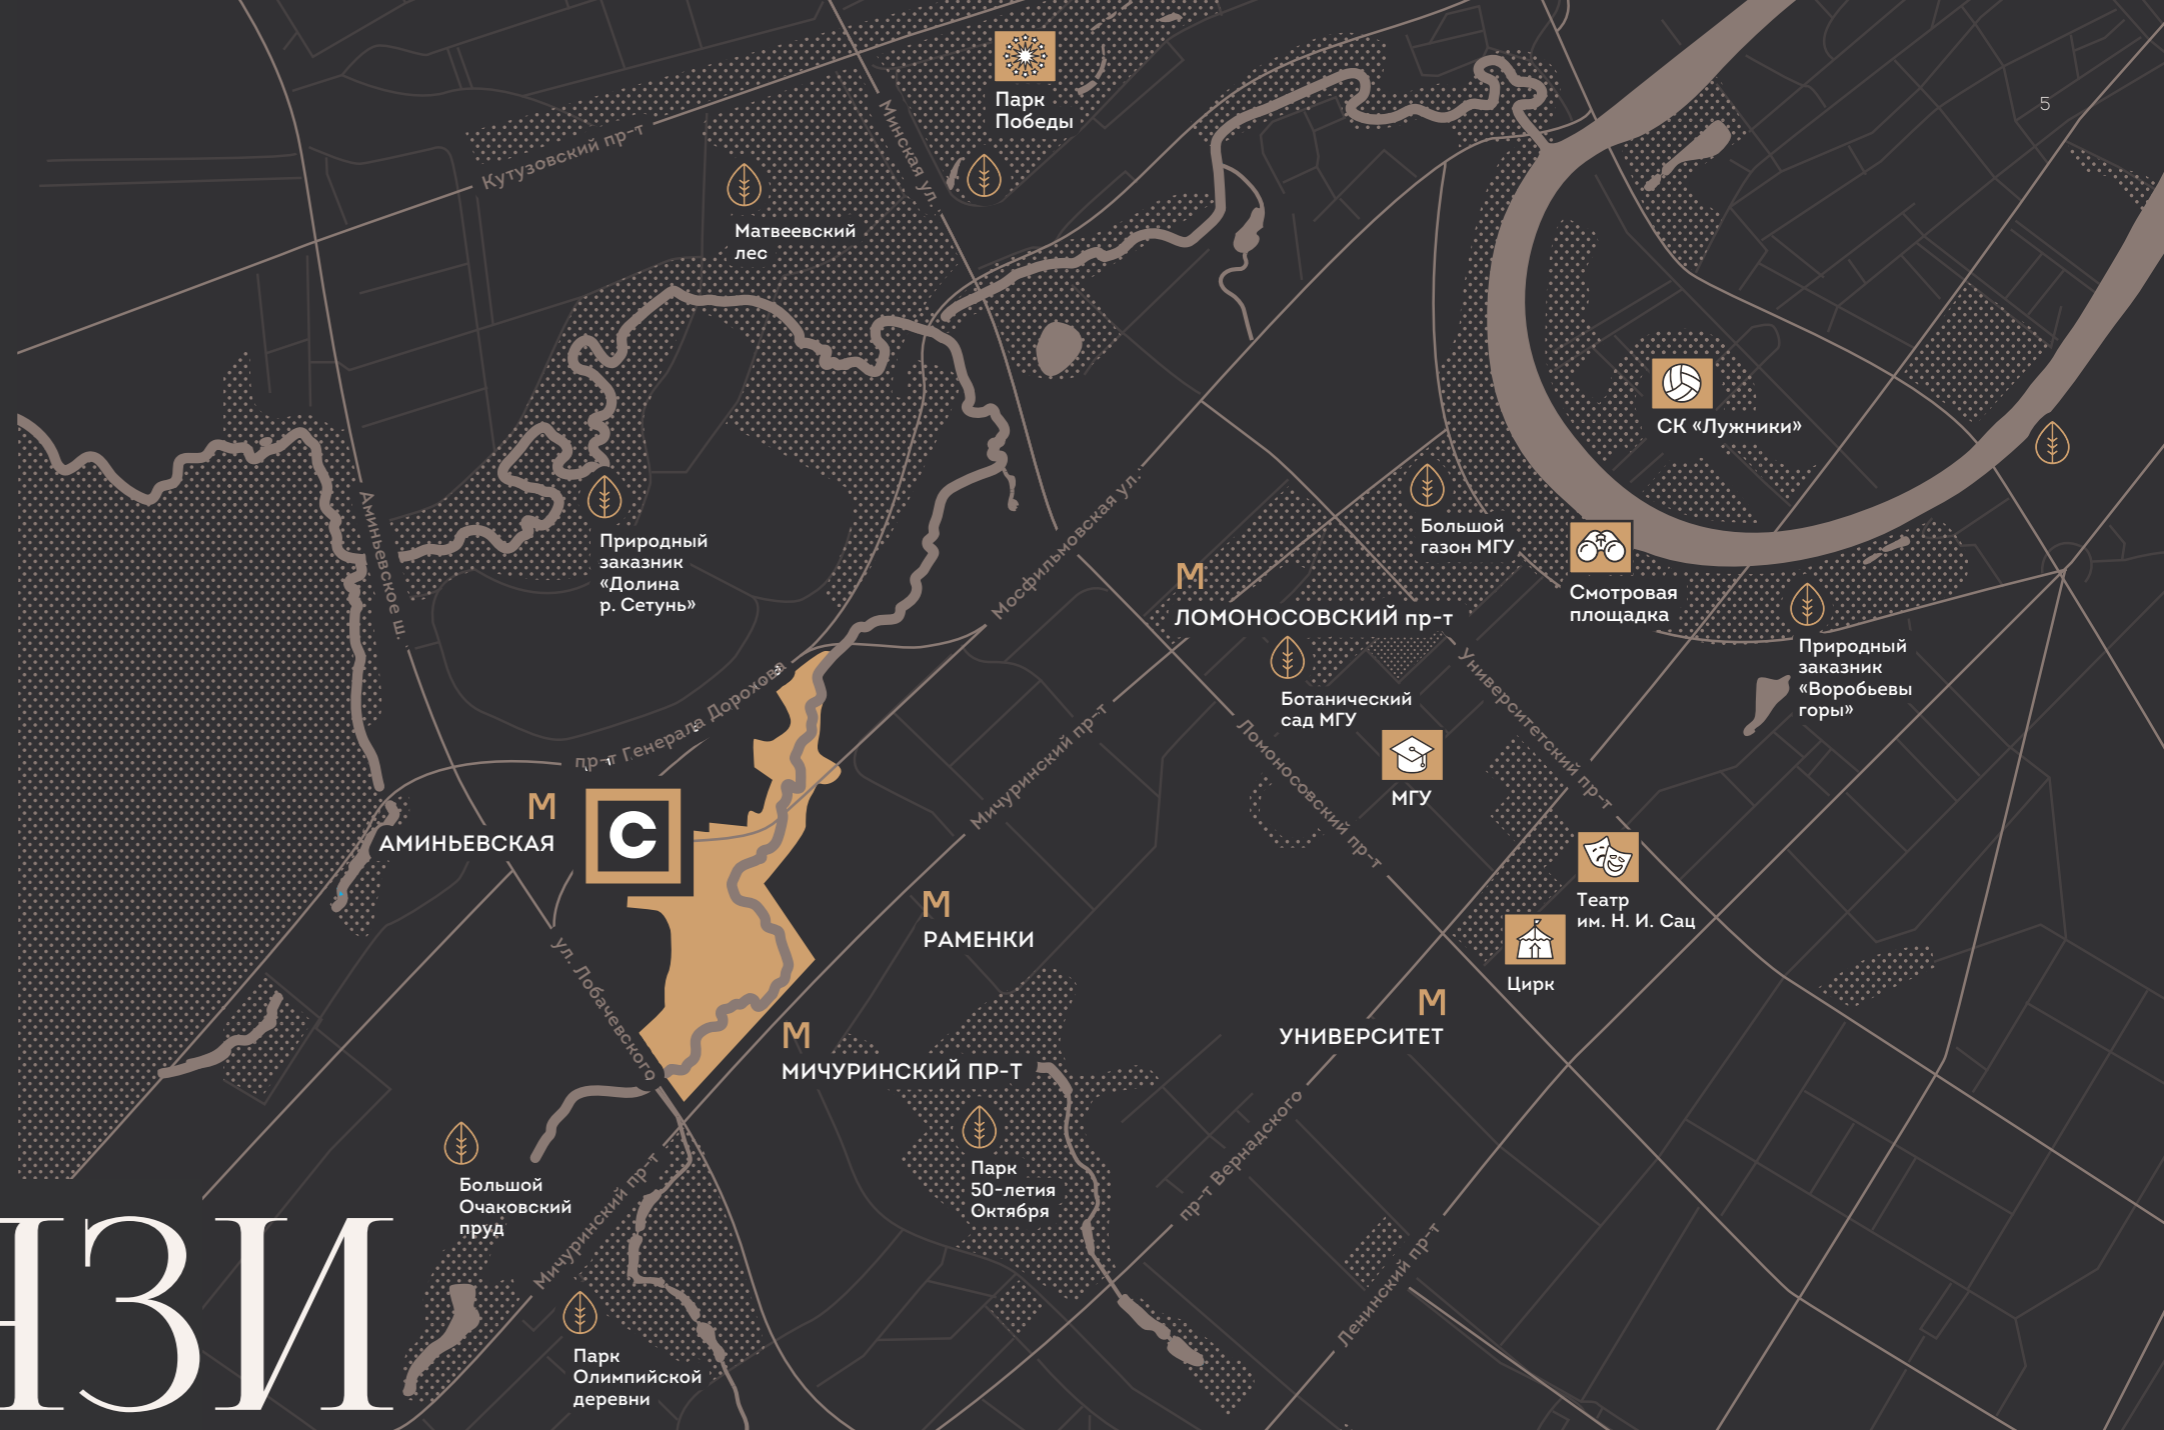 5
Парк
Победы
Кутузовский пр-т
Минская ул.
Матвеевский
лес
СК «Лужники»
Аминьевское ш.
Мосфильмовская ул.
Большой
газон МГУ
Природный
заказник
«Долина
р. Сетунь»
М
ЛОМОНОСОВСКИЙ пр-т
Смотровая
площадка
Природный
заказник
«Воробьевы
горы»
Университетский пр-т
Ботанический
сад МГУ
пр-т Генерала Дорохова
Мичуринский пр-т
Ломоносовский пр-т
МГУ
М
АМИНЬЕВСКАЯ
С
Театр
им. Н. И. Сац
М
РАМЕНКИ
Цирк
ул. Лобачевского
М
УНИВЕРСИТЕТ
М
МИЧУРИНСКИЙ ПР-Т
пр-т Вернадского
Парк
50-летия
Октября
Большой
Очаковский
пруд
Мичуринский пр-т
Ленинский пр-т
НЗИ
Парк
Олимпийской
деревни